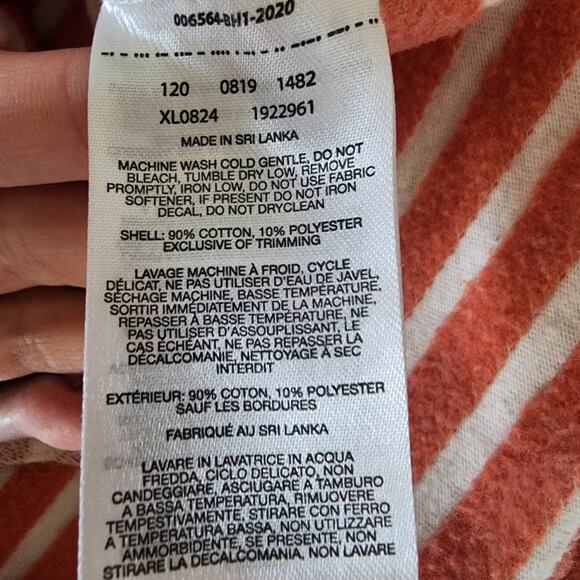 006564-BH1-2020
120 0819 1482
XL0824 1922961
MADE IN SRI LANKA
MACHINE WASH COLD GENTLE, DO NOT
BLEACH, TUMBLE DRY LOW, REMOVE
PROMPTLY, IRON LOW, DO NOT USE FABRIC
SOFTENER, IF PRESENT DO NOT IRON
DECAL, DO NOT DRYCLEAN
SHELL: 90% COTTON, 10% POLYESTER
EXCLUSIVE OF TRIMMING
LAVAGE MACHINE À FROID, CYCLE
DÉLICAT, NE PAS UTILISER D'EAU DE JAVEL,
SÉCHAGE MACHINE, BASSE TEMPÉRATURE,
SORTIR IMMÉDIATEMENT DE LA MACHINE,
REPASSER À BASSE TEMPÉRATURE, NE
PAS UTILISER D'ASSOUPLISSANT, LE
CAS ÉCHÉANT, NE PAS REPASSER LA
DÉCALCOMANIE, NETTOYAGE À SEC
INTERDIT
EXTÉRIEUR: 90% COTON, 10% POLYESTER
SAUF LES BORDURES
FABRIQUÉ AU SRI LANKA
LAVARE IN LAVATRICE IN ACQUA
FREDDA, CICLO DELICATO, NON
CANDEGGIARE, ASCIUGARE A TAMBURO
A BASSA TEMPERATURA, RIMUOVERE
TEMPESTIVAMENTE, STIRARE CON FERRO
A TEMPERATURA BASSA, NON UTILIZZARE
AMMORBIDENTE, SE PRESENTE, NON
STIRARE LA DECALCOMANIA, NON LAVARE